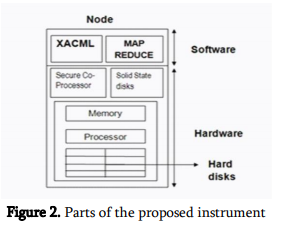 Node
XACML
MAP
REDUCE
Software
Secure Co-
Processor
Solid State
disks
Memory
Processor
Hardware
Hard
disks
Figure 2. Parts of the proposed instrument